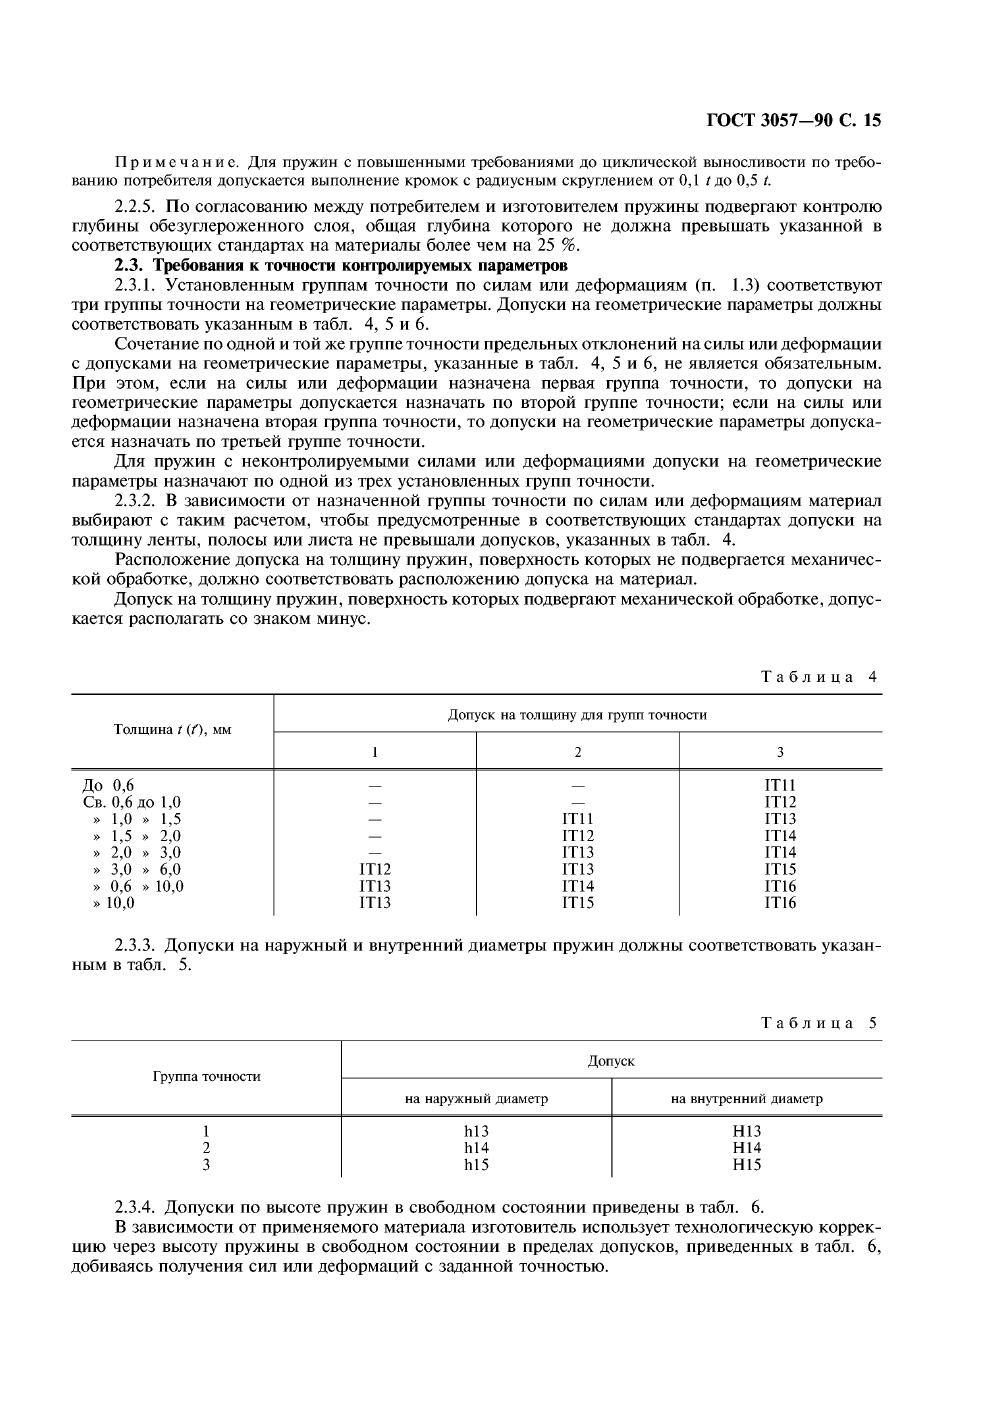 ГОСТ 3057—90 С. 15
Примечание. Для пружин с повышенными требованиями до циклической выносливости по требо-
ванию потребителя допускается выполнение кромок с радиусным скруглением от 0,1 t до 0,5 t.
2.2.5. По согласованию между потребителем и изготовителем пружины подвергают контролю
глубины обезуглероженного слоя, общая глубина которого не должна превышать указанной в
соответствующих стандартах на материалы более чем на 25 %.
2.3. Требования к точности контролируемых параметров
2.3.1. Установленным группам точности по силам или деформациям (п. 1.3) соответствуют
три группы точности на геометрические параметры. Допуски на геометрические параметры должны
соответствовать указанным в табл. 4, 5 и 6.
Сочетание по одной и той же группе точности предельных отклонений на силы или деформации
с допусками на геометрические параметры, указанные в табл. 4, 5 и 6, не является обязательным.
При этом, если на силы или деформации назначена первая группа точности, то допуски на
геометрические параметры допускается назначать по второй группе точности; если на силы или
деформации назначена вторая группа точности, то допуски на геометрические параметры допуска-
ется назначать по третьей группе точности.
Для пружин с неконтролируемыми силами или деформациями допуски на геометрические
параметры назначают по одной из трех установленных групп точности.
2.3.2. В зависимости от назначенной группы точности по силам или деформациям материал
выбирают с таким расчетом, чтобы предусмотренные в соответствующих стандартах допуски на
толщину ленты, полосы или листа не превышали допусков, указанных в табл. 4.
Расположение допуска на толщину пружин, поверхность которых не подвергается механичес-
кой обработке, должно соответствовать расположению допуска на материал.
Допуск на толщину пружин, поверхность которых подвергают механической обработке, допус-
кается располагать со знаком минус.
Таблица 4
Толщина t (t′), мм
Допуск на толщину для групп точности
1 2 3
До 0,6 — — IT11
Св. 0,6 до 1,0 — — IT12
» 1,0 » 1,5 — IT11 IT13
» 1,5 » 2,0 — IT12 IT14
» 2,0 » 3,0 — IT13 IT14
» 3,0 » 6,0 IT12 IT13 IT15
» 0,6 » 10,0 IT13 IT14 IT16
» 10,0 IT13 IT15 IT16
2.3.3. Допуски на наружный и внутренний диаметры пружин должны соответствовать указан-
ным в табл. 5.
Таблица 5
Группа точности
Допуск
на наружный диаметр на внутренний диаметр
1 h13 H13
2 h14 H14
3 h15 H15
2.3.4. Допуски по высоте пружин в свободном состоянии приведены в табл. 6.
В зависимости от применяемого материала изготовитель использует технологическую коррек-
цию через высоту пружины в свободном состоянии в пределах допусков, приведенных в табл. 6,
добиваясь получения сил или деформаций с заданной точностью.